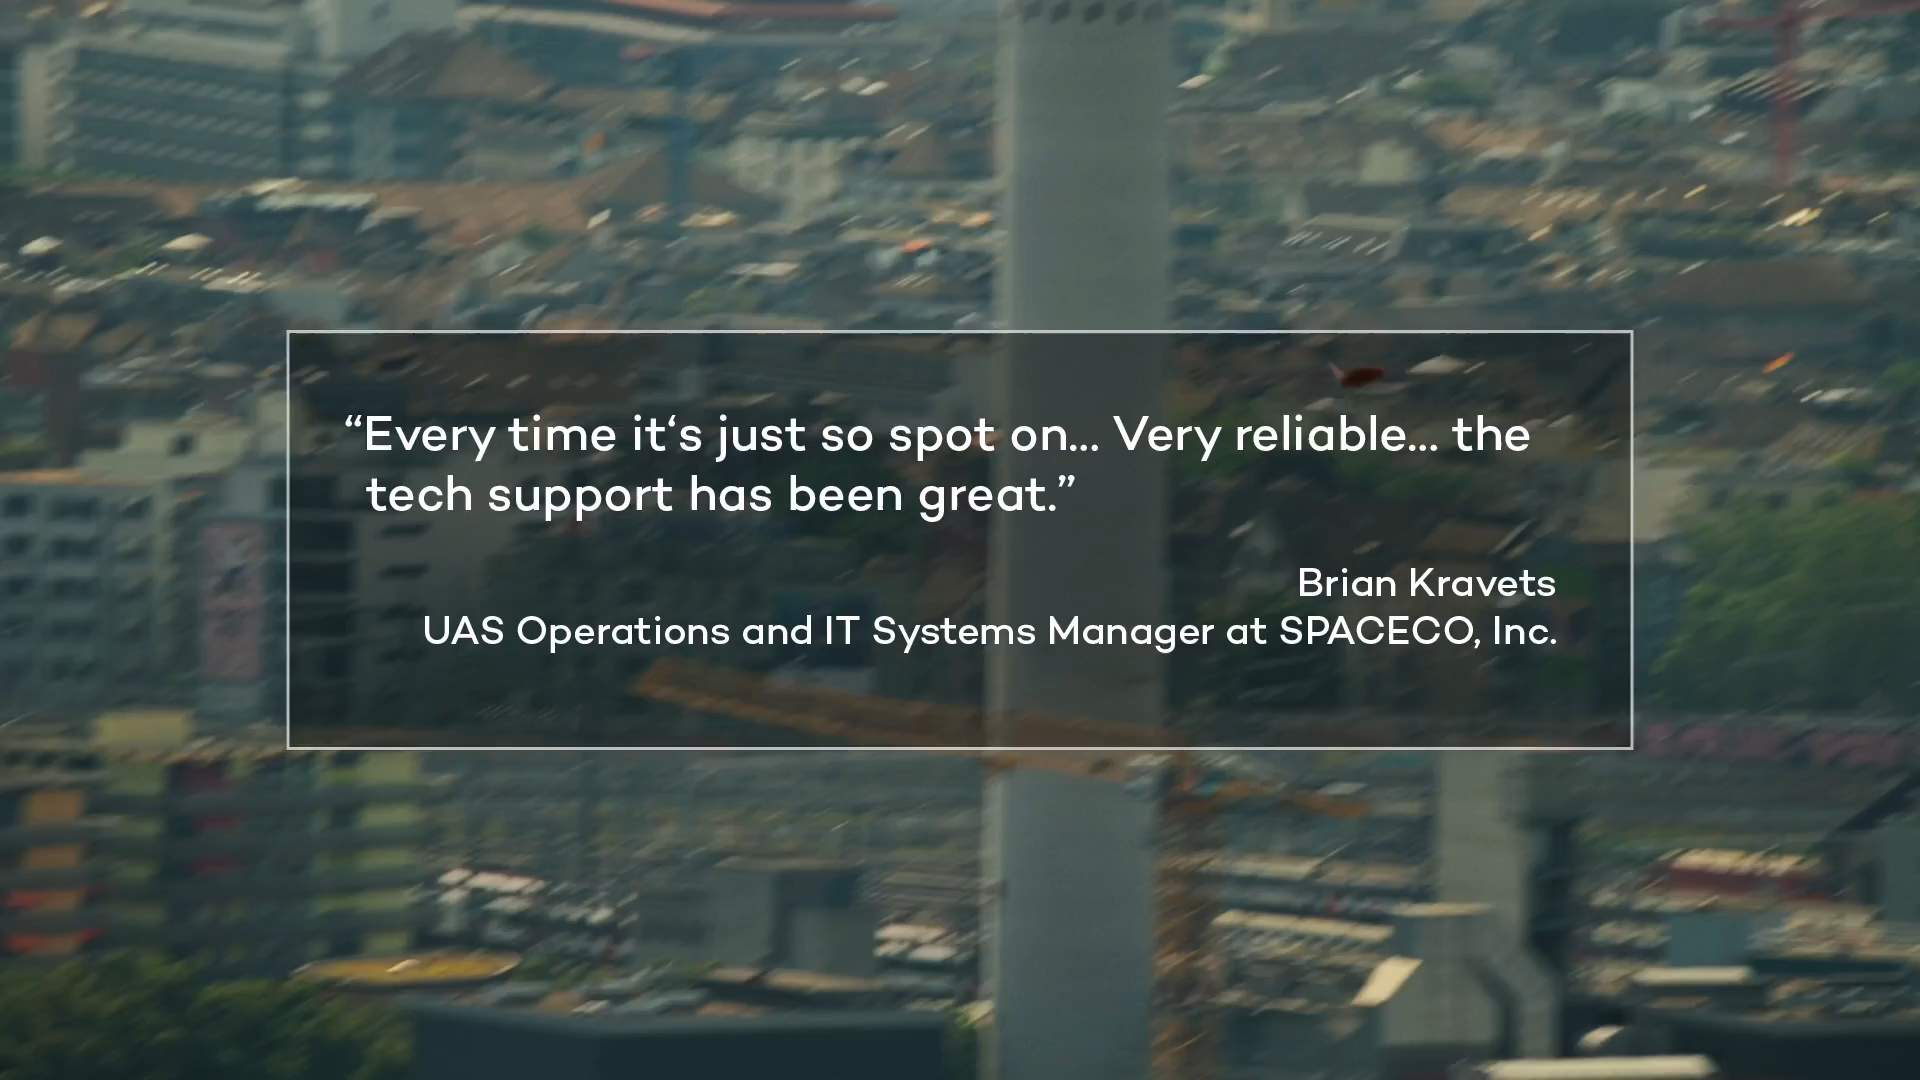 “Every time it‘s just so spot on... Very reliable... the
tech support has been great.”
Brian Kravets
UAS Operations and IT Systems Manager at SPACECO, Inc.